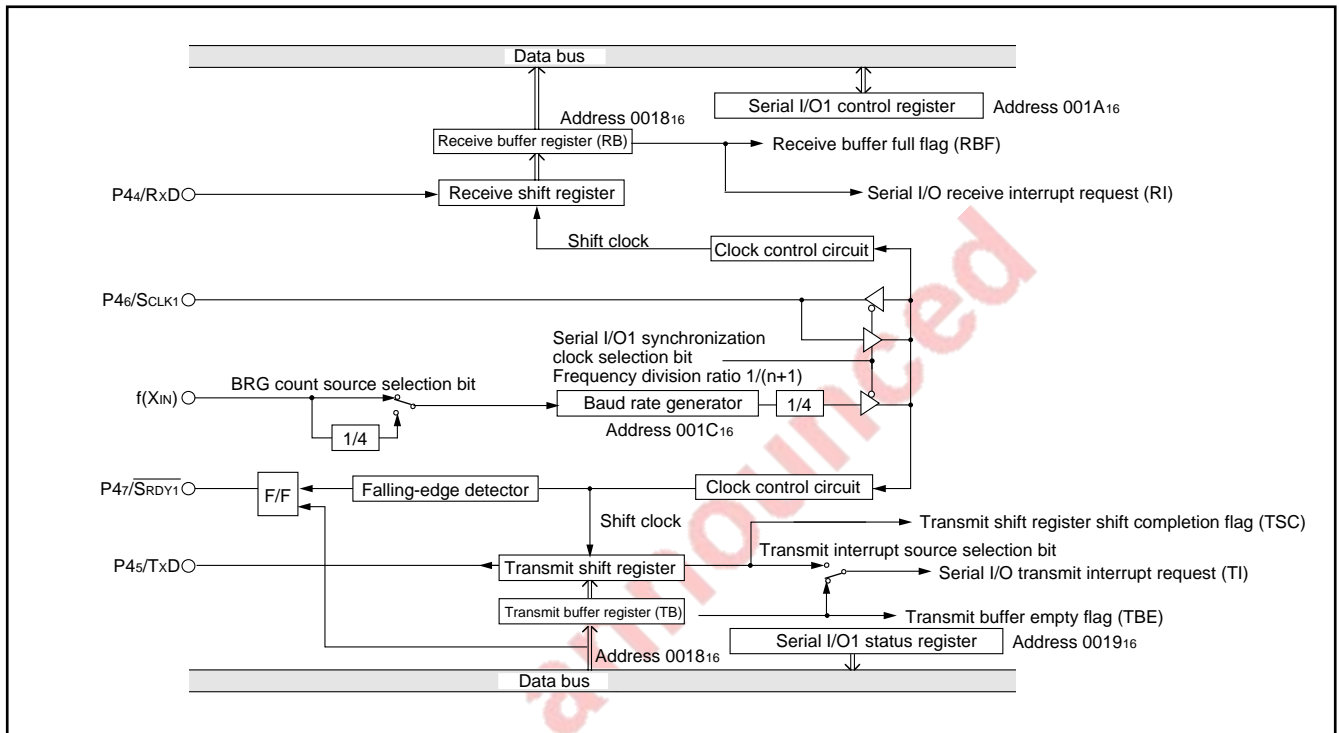 Data bus
Serial I/O1 control register
Address 001A16
Address 001816
Receive buffer register (RB)
Receive buffer full flag (RBF)
P44/RxD
Receive shift register
Serial I/O receive interrupt request (RI)
Shift clock
Clock control circuit
P46/SCLK1
Serial I/O1 synchronization
clock selection bit
Frequency division ratio 1/(n+1)
BRG count source selection bit
f(XIN)
Baud rate generator
1/4
Address 001C16
1/4
P47/SRDY1
F/F
Falling-edge detector
Clock control circuit
Shift clock
Transmit shift register shift completion flag (TSC)
Transmit interrupt source selection bit
P45/TxD
Transmit shift register
Serial I/O transmit interrupt request (TI)
Transmit buffer register (TB)
Transmit buffer empty flag (TBE)
Serial I/O1 status register
Address 001916
Address 001816
Data bus
announced